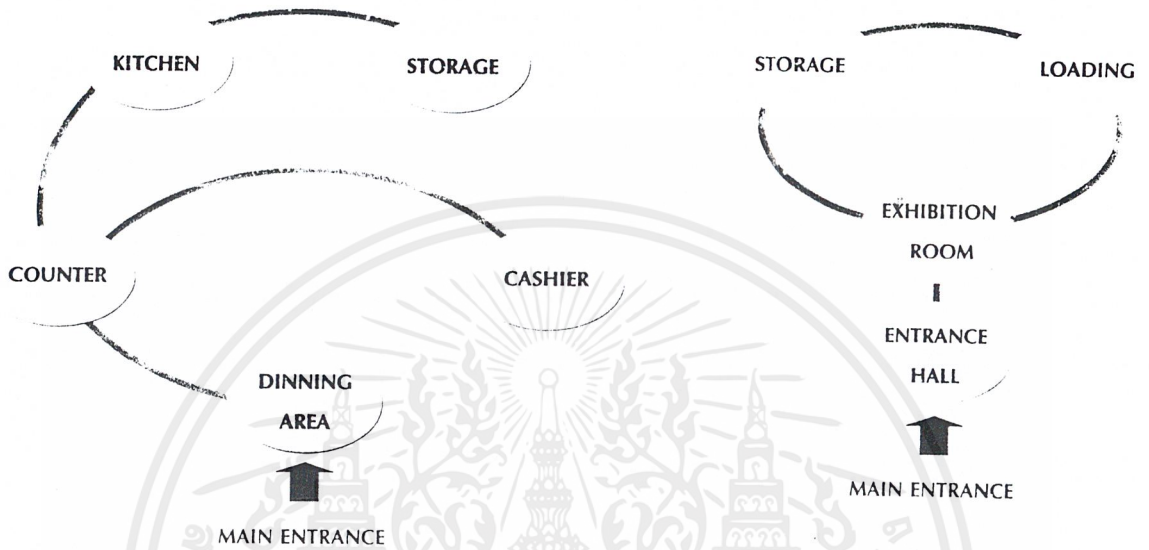 KITCHEN
STORAGE
COUNTER
CASHIER
DINNING
AREA
MAIN ENTRANCE
STORAGE
LOADING
EXHIBITION
ROOM
ENTRANCE
HALL
MAIN ENTRANCE